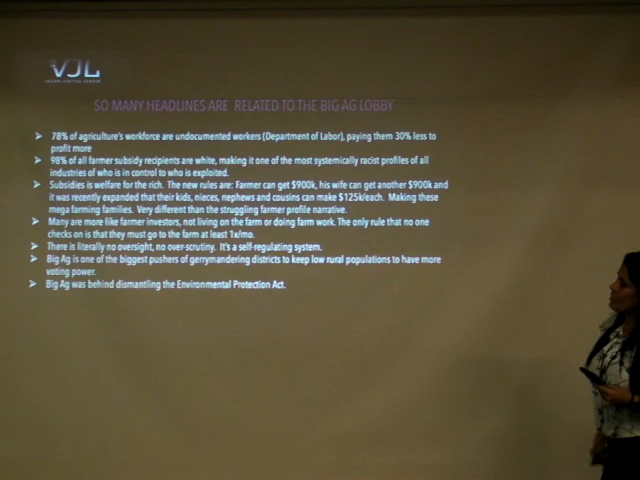 VJL
SO MANY HEADLINES ARE RELATED TO THE BIG AG LOBBY
➢ 78% of agriculture's workforce are undocumented workers (Department of Labor), paying them 30% less to
profit more
➢ 98% of all farmer subsidy recipients are white, making it one of the most systemically racist profiles of all
industries of who is in control to who is exploited.
➢ Subsidies is welfare for the rich. The new rules are: Farmer can get $900k, his wife can get another $900k and
it was recently expanded that their kids, nieces, nephews and cousins can make $125k/each. Making these
mega farming families. Very different than the struggling farmer profile narrative.
➢ Many are more like farmer investors, not living on the farm or doing farm work. The only rule that no one
checks on is that they must go to the farm at least 1x/mo.
➢ There is literally no oversight, no over-scrutiny. It's a self-regulating system.
➢ Big Ag is one of the biggest pushers of gerrymandering districts to keep low rural populations to have more
voting power.
➢ Big Ag was behind dismantling the Environmental Protection Act.